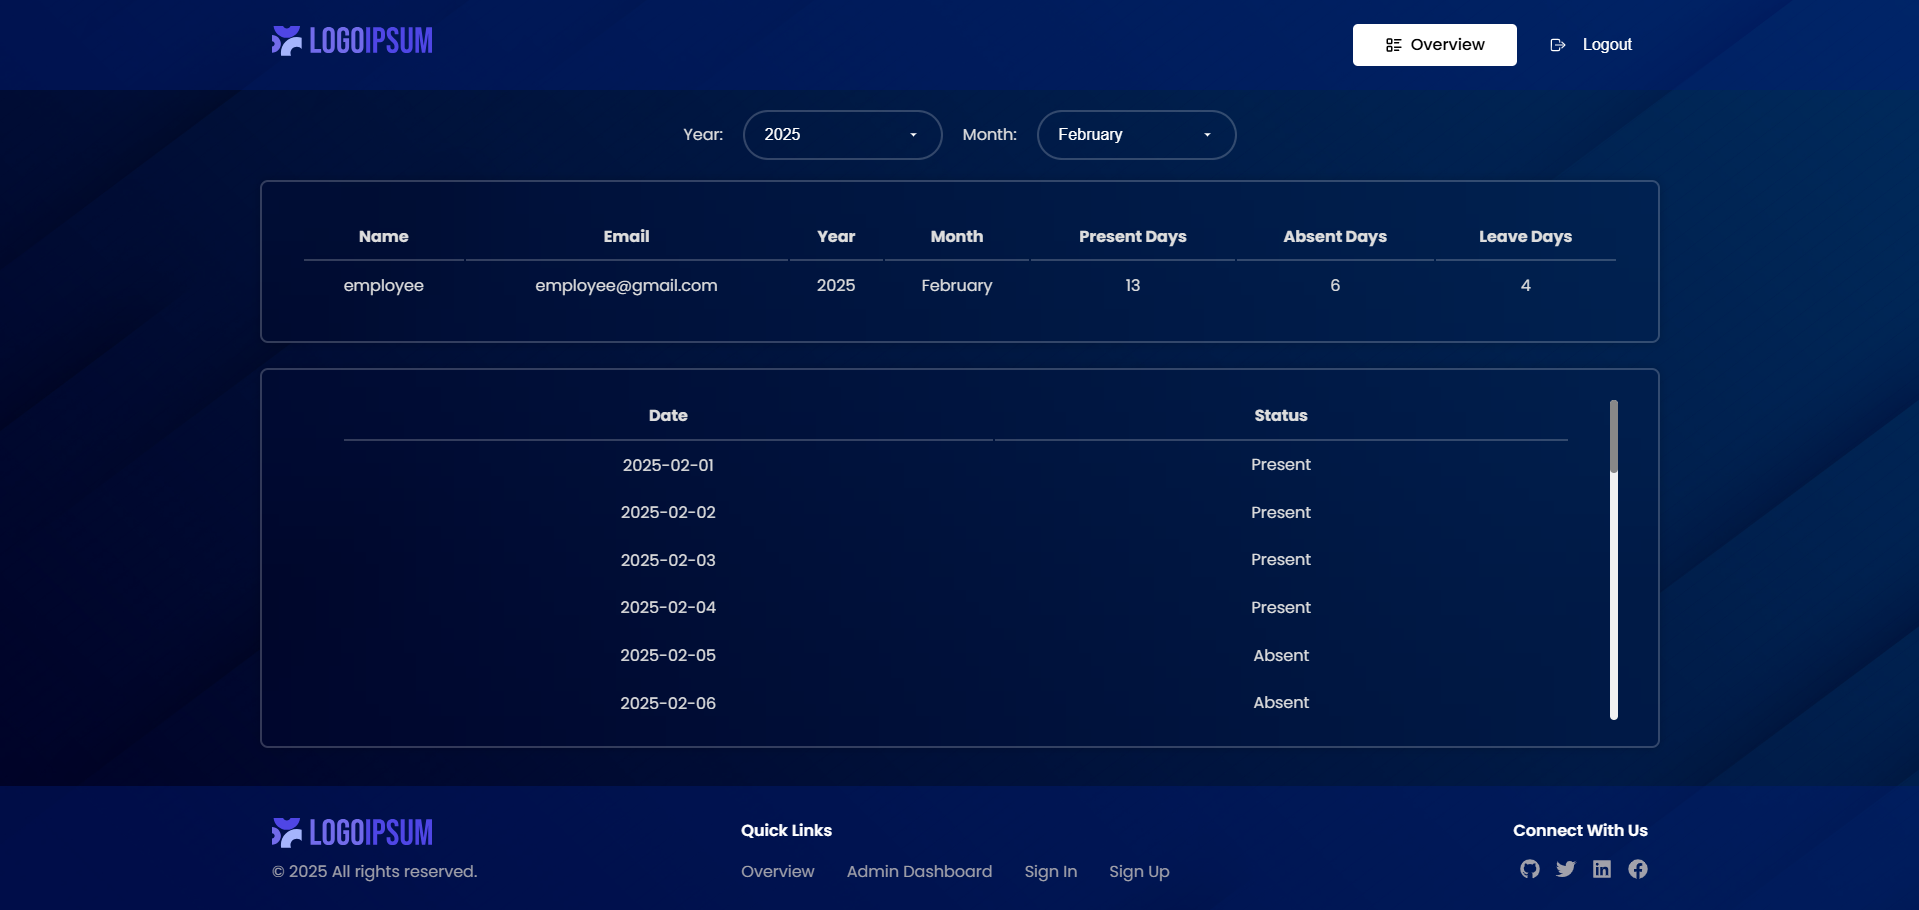 LOGOIPSUM Overview Logout
Year: 2025 Month: February
Name Email Year Month Present Days Absent Days Leave Days
employee employee@gmail.com 2025 February 13 6 4
Date Status
2025-02-01 Present
2025-02-02 Present
2025-02-03 Present
2025-02-04 Present
2025-02-05 Absent
2025-02-06 Absent
LOGOIPSUM Quick Links Connect With Us
© 2025 All rights reserved. Overview Admin Dashboard Sign In Sign Up